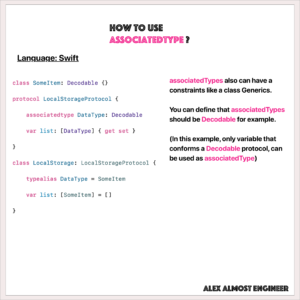 HOW TO USE
ASSOCIATEDTYPE ?
Language: Swift
class SomeItem: Decodable {}
protocol LocalStorageProtocol {
associatedtype DataType: Decodable
var list: [DataType] { get set }
}
class LocalStorage: LocalStorageProtocol {
typealias DataType = SomeItem
var list: [SomeItem] = []
}
associatedTypes also can have a
constraints like a class Generics.
You can define that associatedTypes
should be Decodable for example.
(In this example, only variable that
conforms a Decodable protocol, can
be used as associatedType)
ALEX ALMOST ENGINEER